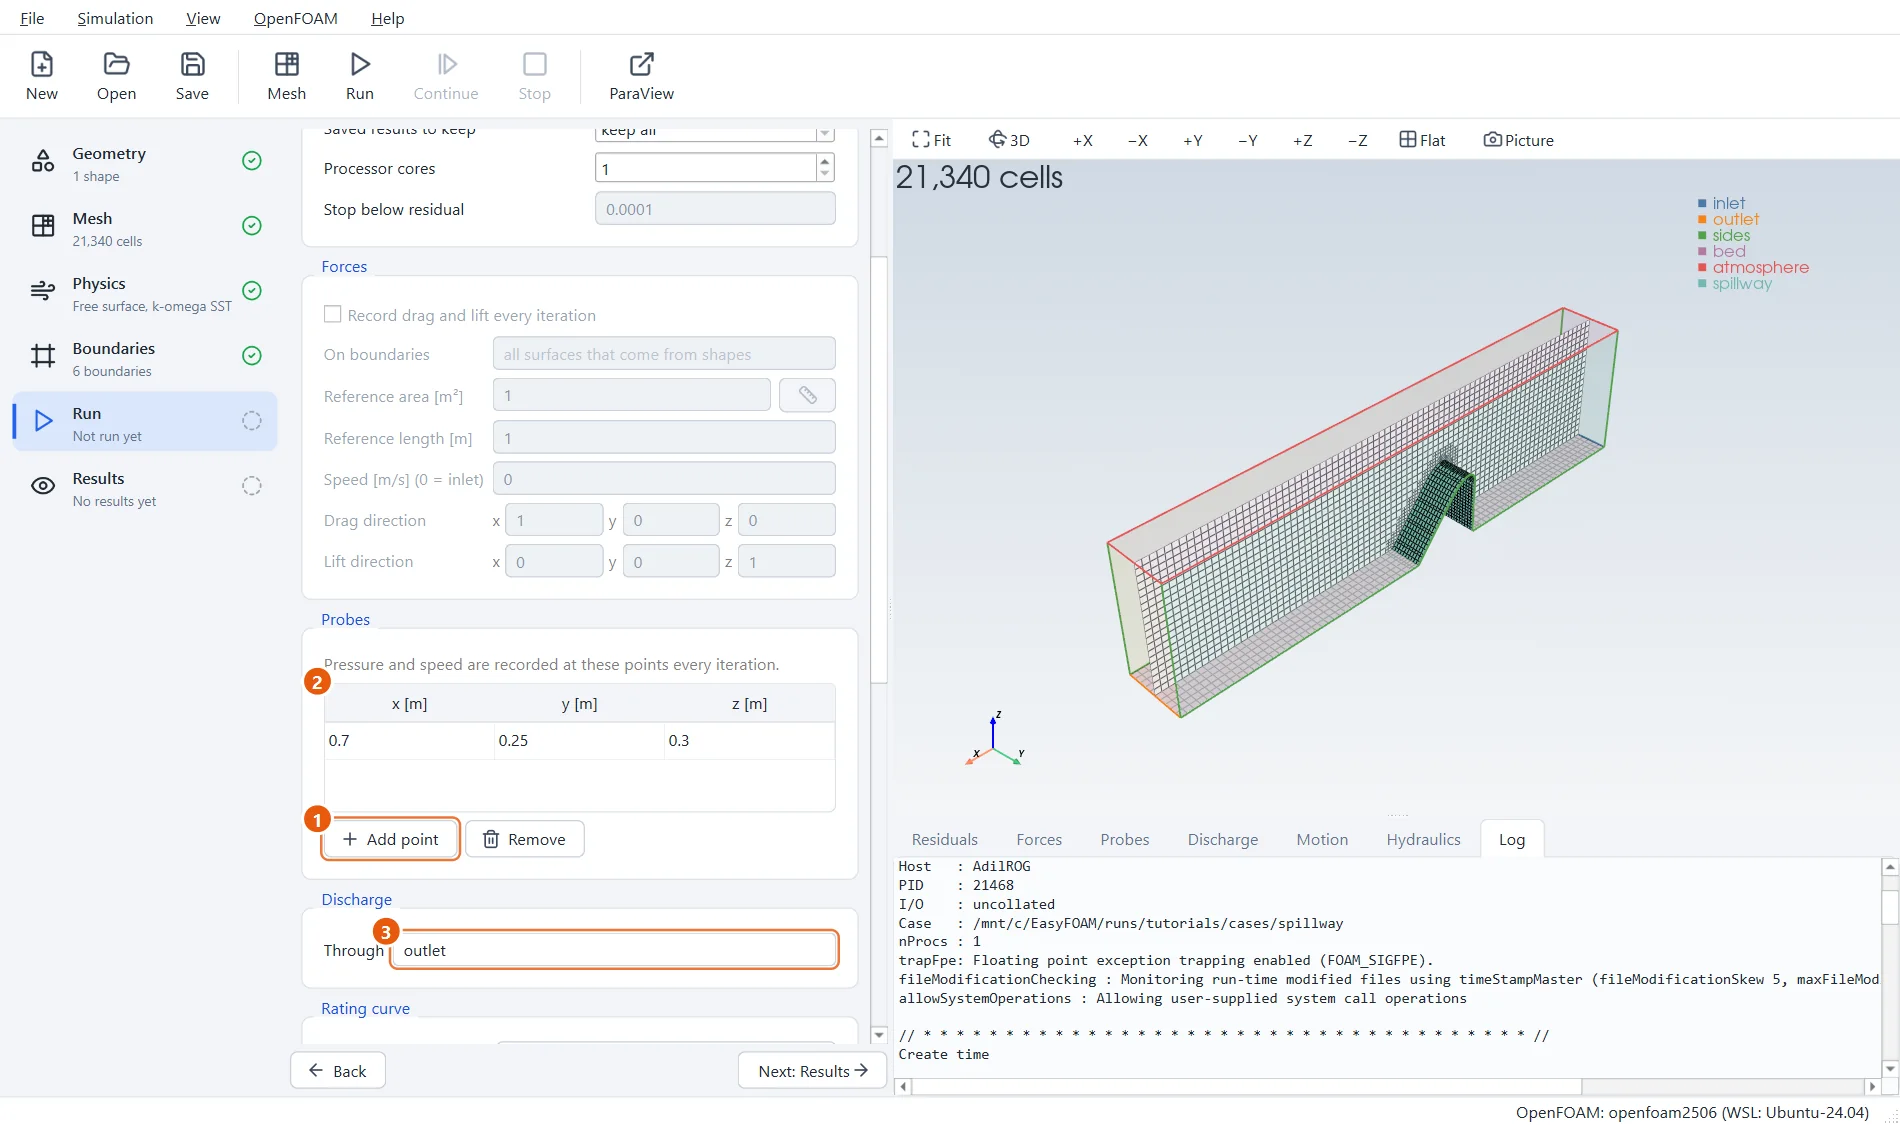 File Simulation View OpenFOAM Help
New Open Save Mesh Run Continue Stop ParaView
Geometry
1 shape
Mesh
21,340 cells
Physics
Free surface, k-omega SST
Boundaries
6 boundaries
Run
Not run yet
Results
No results yet
Saved results to keep keep all
Processor cores 1
Stop below residual 0.0001
Forces
Record drag and lift every iteration
On boundaries all surfaces that come from shapes
Reference area [m²] 1
Reference length [m] 1
Speed [m/s] (0 = inlet) 0
Drag direction x 1 y 0 z 0
Lift direction x 0 y 0 z 1
Probes
Pressure and speed are recorded at these points every iteration.
2
x [m] y [m] z [m]
0.7 0.25 0.3
1
Add point Remove
Discharge
3
Through outlet
Rating curve
Back Next: Results
Fit 3D +X −X +Y −Y +Z −Z Flat Picture
21,340 cells
inlet
outlet
sides
bed
atmosphere
spillway
Z
X Y
Residuals Forces Probes Discharge Motion Hydraulics Log
Host : AdilROG
PID : 21468
I/O : uncollated
Case : /mnt/c/EasyFOAM/runs/tutorials/cases/spillway
nProcs : 1
trapFpe: Floating point exception trapping enabled (FOAM_SIGFPE).
fileModificationChecking : Monitoring run-time modified files using timeStampMaster (fileModificationSkew 5, maxFileMod
allowSystemOperations : Allowing user-supplied system call operations
// * * * * * * * * * * * * * * * * * * * * * * * * * * * * * * * * * * * * * //
Create time
OpenFOAM: openfoam2506 (WSL: Ubuntu-24.04)